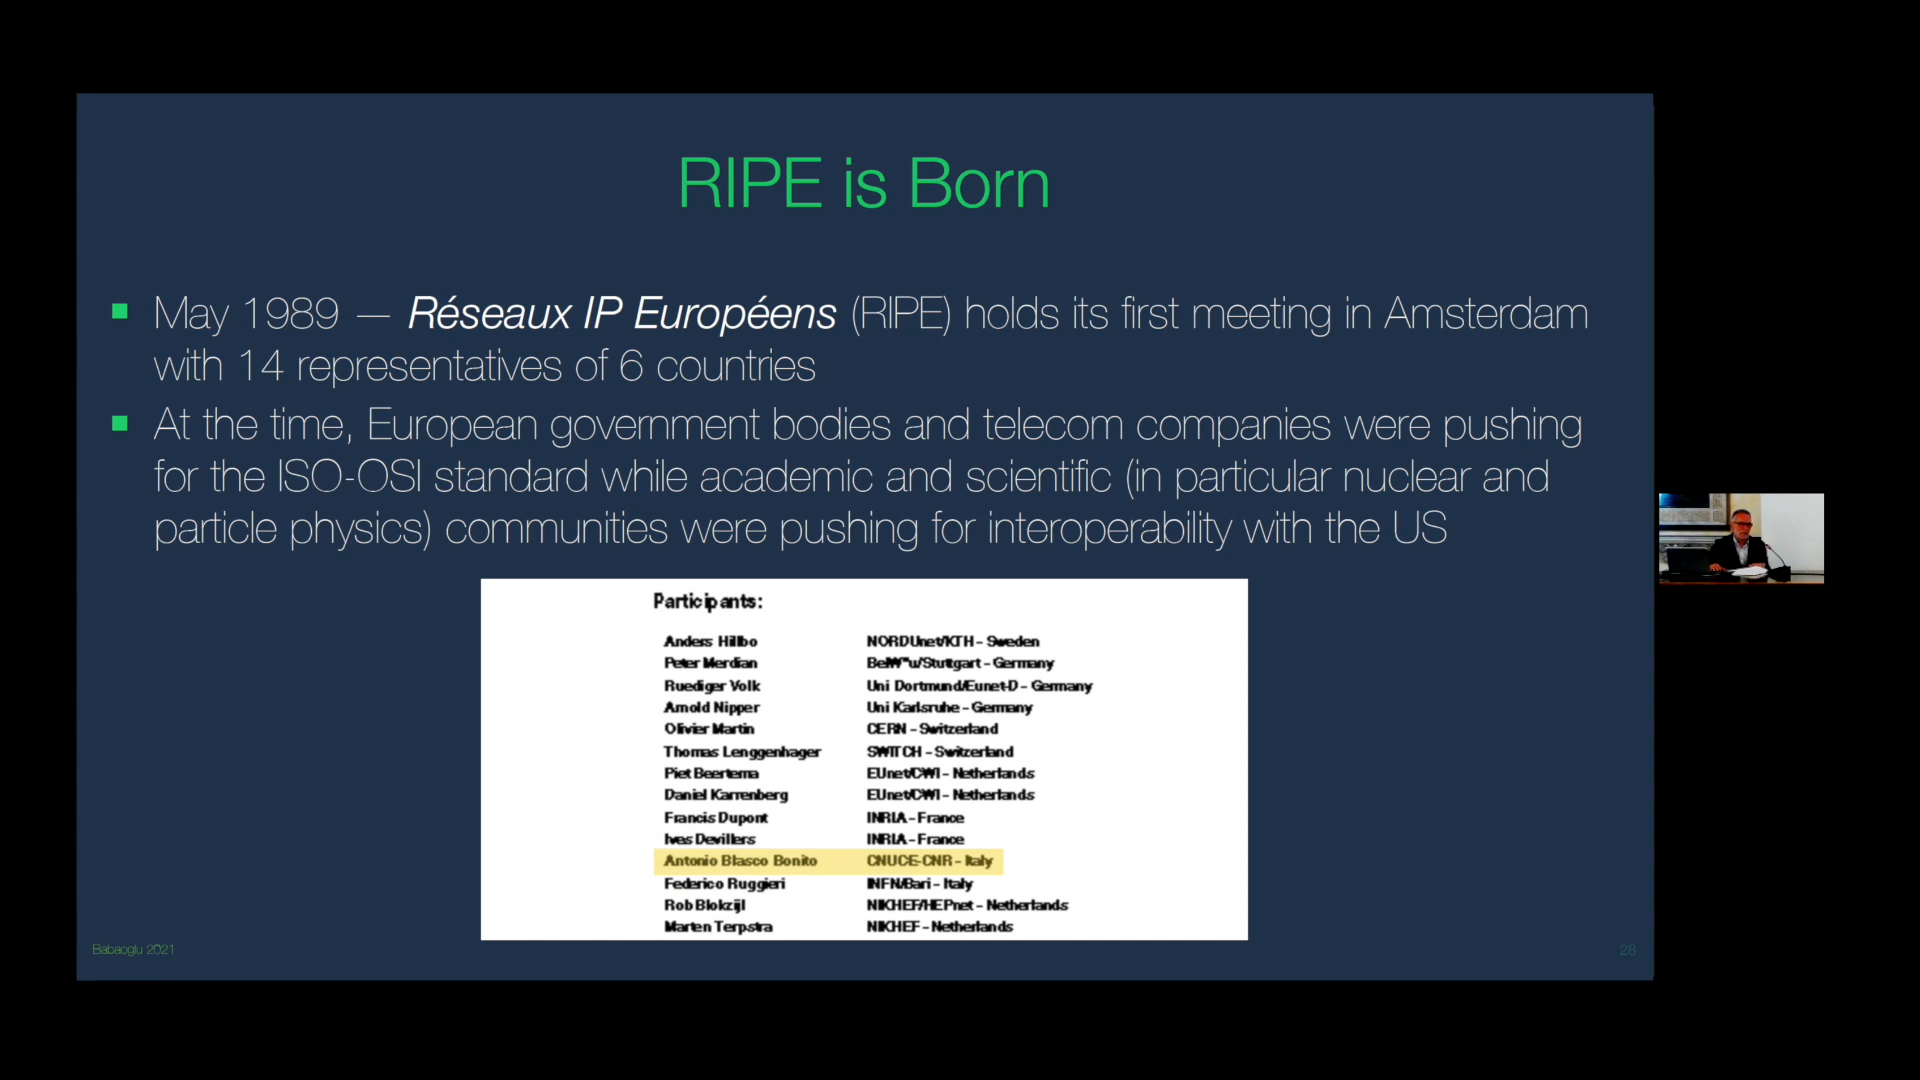 RIPE is Born
May 1989 — Réseaux IP Européens (RIPE) holds its first meeting in Amsterdam
with 14 representatives of 6 countries
At the time, European government bodies and telecom companies were pushing
for the ISO-OSI standard while academic and scientific (in particular nuclear and
particle physics) communities were pushing for interoperability with the US
Participants:
Anders Hillbo NORDUnet/KTH - Sweden
Peter Merdian BelW"u/Stuttgart - Germany
Ruediger Volk Uni Dortmund/Eunet-D - Germany
Arnold Nipper Uni Karlsruhe - Germany
Olivier Martin CERN - Switzerland
Thomas Lenggenhager SWITCH - Switzerland
Piet Beertema EUnet/CWI - Netherlands
Daniel Karrenberg EUnet/CWI - Netherlands
Francis Dupont INRIA - France
Ives Devillers INRIA - France
Antonio Blasco Bonito CNUCE-CNR - Italy
Federico Ruggieri INFN/Bari - Italy
Rob Blokzijl NIKHEF/HEPnet - Netherlands
Marten Terpstra NIKHEF - Netherlands
Babaoglu 2021
28